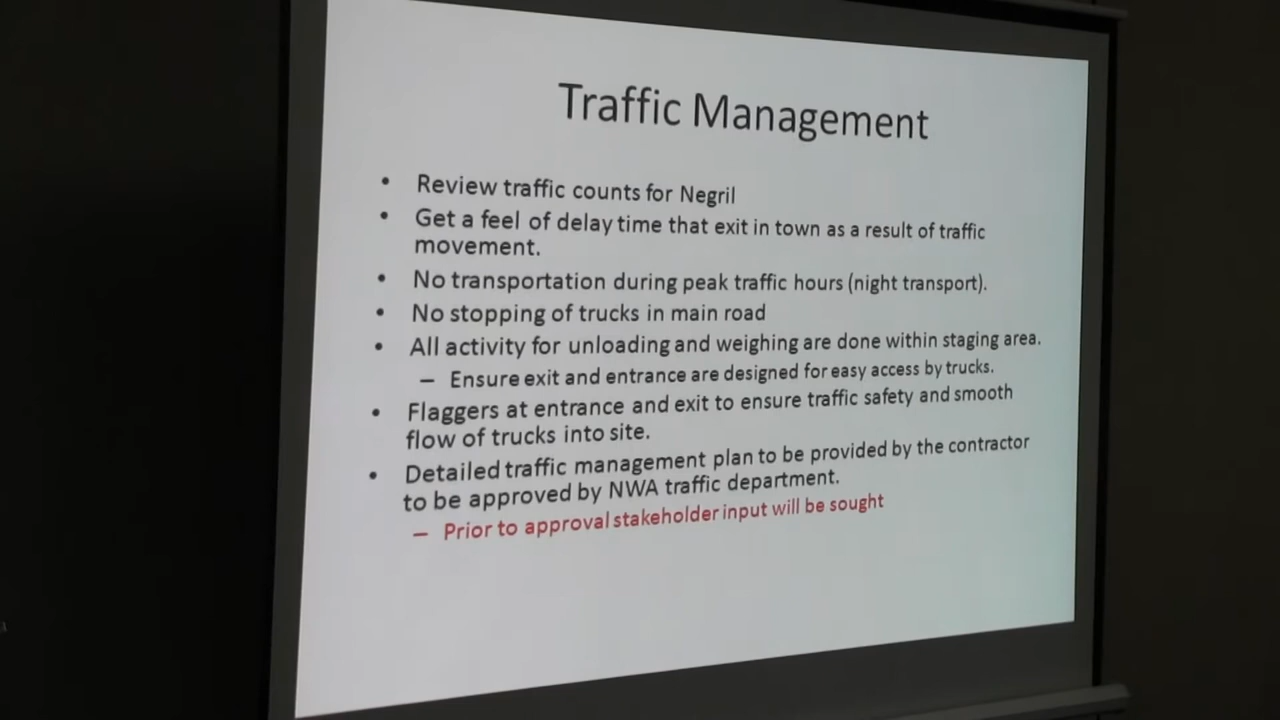 Traffic Management
• Review traffic counts for Negril
• Get a feel of delay time that exit in town as a result of traffic
movement.
• No transportation during peak traffic hours (night transport).
• No stopping of trucks in main road
• All activity for unloading and weighing are done within staging area.
– Ensure exit and entrance are designed for easy access by trucks.
• Flaggers at entrance and exit to ensure traffic safety and smooth
flow of trucks into site.
• Detailed traffic management plan to be provided by the contractor
to be approved by NWA traffic department.
– Prior to approval stakeholder input will be sought